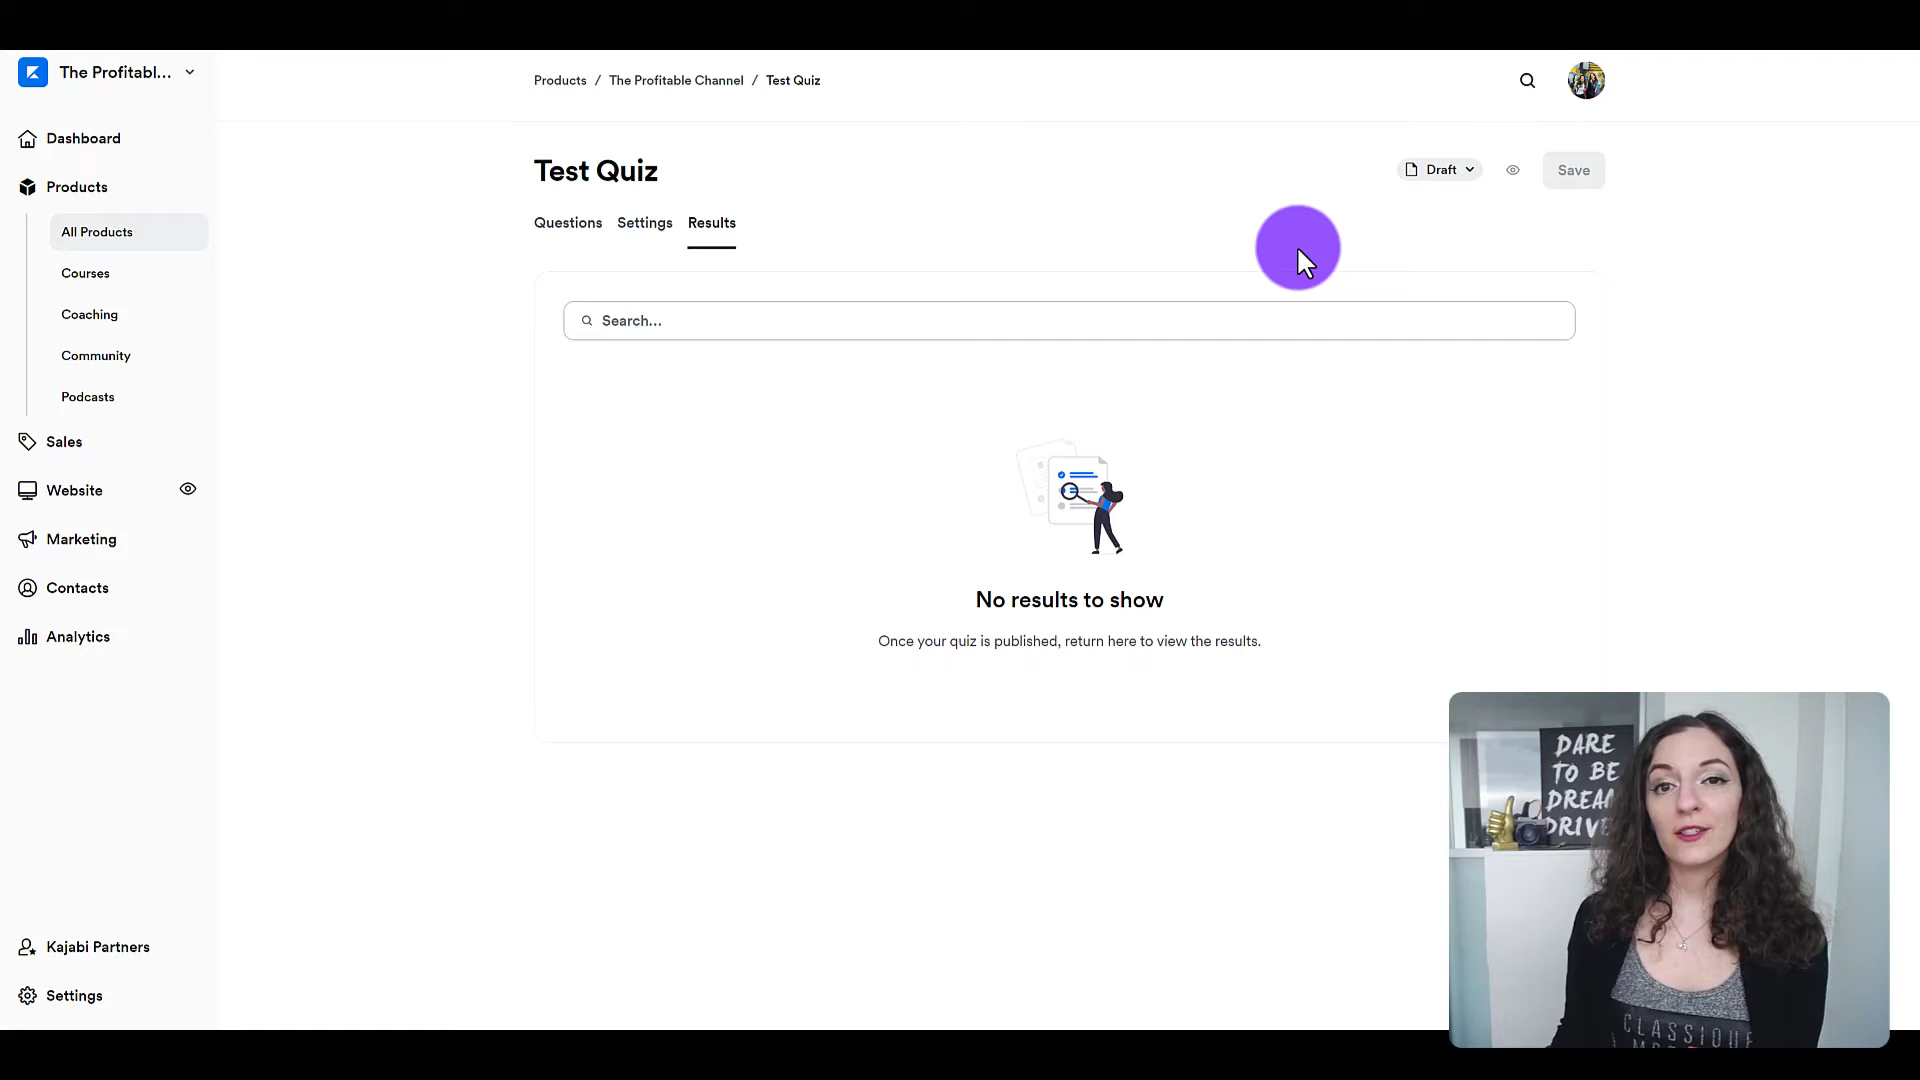 The Profitabl...
Products / The Profitable Channel / Test Quiz
Dashboard
Products
All Products
Courses
Coaching
Community
Podcasts
Sales
Website
Marketing
Contacts
Analytics
Kajabi Partners
Settings
Test Quiz
Draft
Save
Questions Settings Results
Search...
No results to show
Once your quiz is published, return here to view the results.
DARE
TO BE
DREAM
DRIV
CLASSIQUE